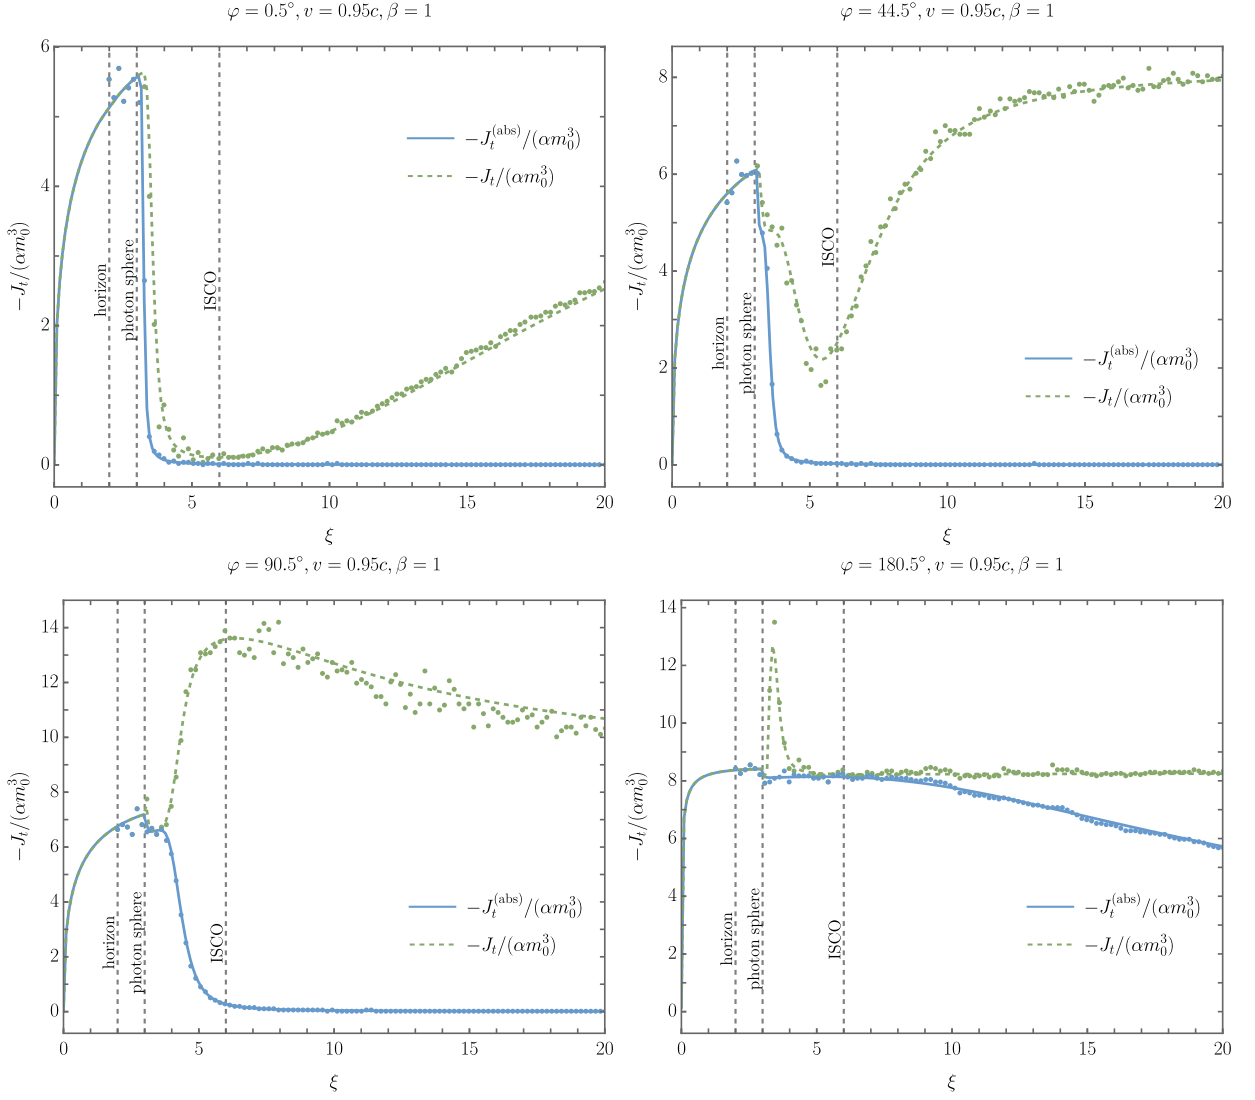 φ = 0.5°, v = 0.95c, β = 1
6
4
2
0
−J_t/(αm_0^3)
horizon
photon sphere
ISCO
−J_t^(abs)/(αm_0^3)
−J_t/(αm_0^3)
0 5 10 15 20
ξ
φ = 44.5°, v = 0.95c, β = 1
8
6
4
2
0
−J_t/(αm_0^3)
horizon
photon sphere
ISCO
−J_t^(abs)/(αm_0^3)
−J_t/(αm_0^3)
0 5 10 15 20
ξ
φ = 90.5°, v = 0.95c, β = 1
14
12
10
8
6
4
2
0
−J_t/(αm_0^3)
horizon
photon sphere
ISCO
−J_t^(abs)/(αm_0^3)
−J_t/(αm_0^3)
0 5 10 15 20
ξ
φ = 180.5°, v = 0.95c, β = 1
14
12
10
8
6
4
2
0
−J_t/(αm_0^3)
horizon
photon sphere
ISCO
−J_t^(abs)/(αm_0^3)
−J_t/(αm_0^3)
0 5 10 15 20
ξ